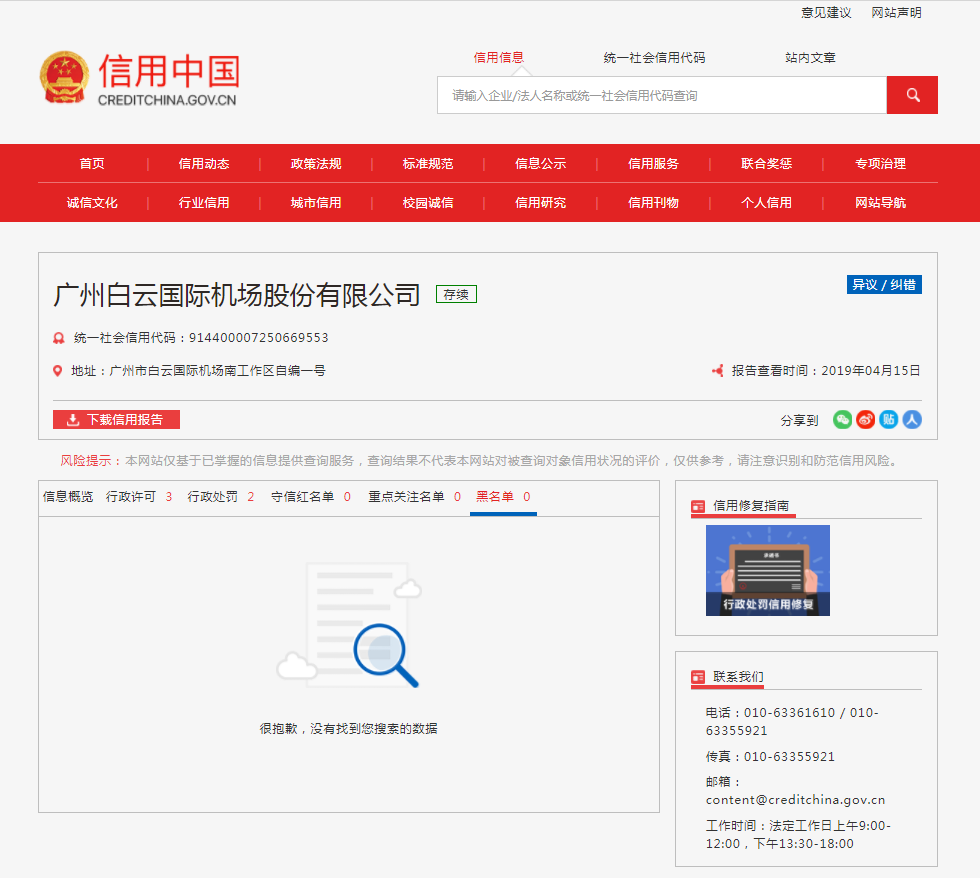 意见建议 网站声明
信用中国
CREDITCHINA.GOV.CN
信用信息 统一社会信用代码 站内文章
请输入企业/法人名称或统一社会信用代码查询
首页 信用动态 政策法规 标准规范 信息公示 信用服务 联合奖惩 专项治理
诚信文化 行业信用 城市信用 校园诚信 信用研究 信用刊物 个人信用 网站导航
广州白云国际机场股份有限公司 存续
异议 / 纠错
统一社会信用代码：914400007250669553
地址：广州市白云国际机场南工作区自编一号
报告查看时间：2019年04月15日
下载信用报告
分享到
贴 人
风险提示：本网站仅基于已掌握的信息提供查询服务，查询结果不代表本网站对被查询对象信用状况的评价，仅供参考，请注意识别和防范信用风险。
信息概览 行政许可 3 行政处罚 2 守信红名单 0 重点关注名单 0 黑名单 0
很抱歉，没有找到您搜索的数据
信用修复指南
行政处罚信用修复
联系我们
电话：010-63361610 / 010-
63355921
传真：010-63355921
邮箱：
content@creditchina.gov.cn
工作时间：法定工作日上午9:00-
12:00，下午13:30-18:00